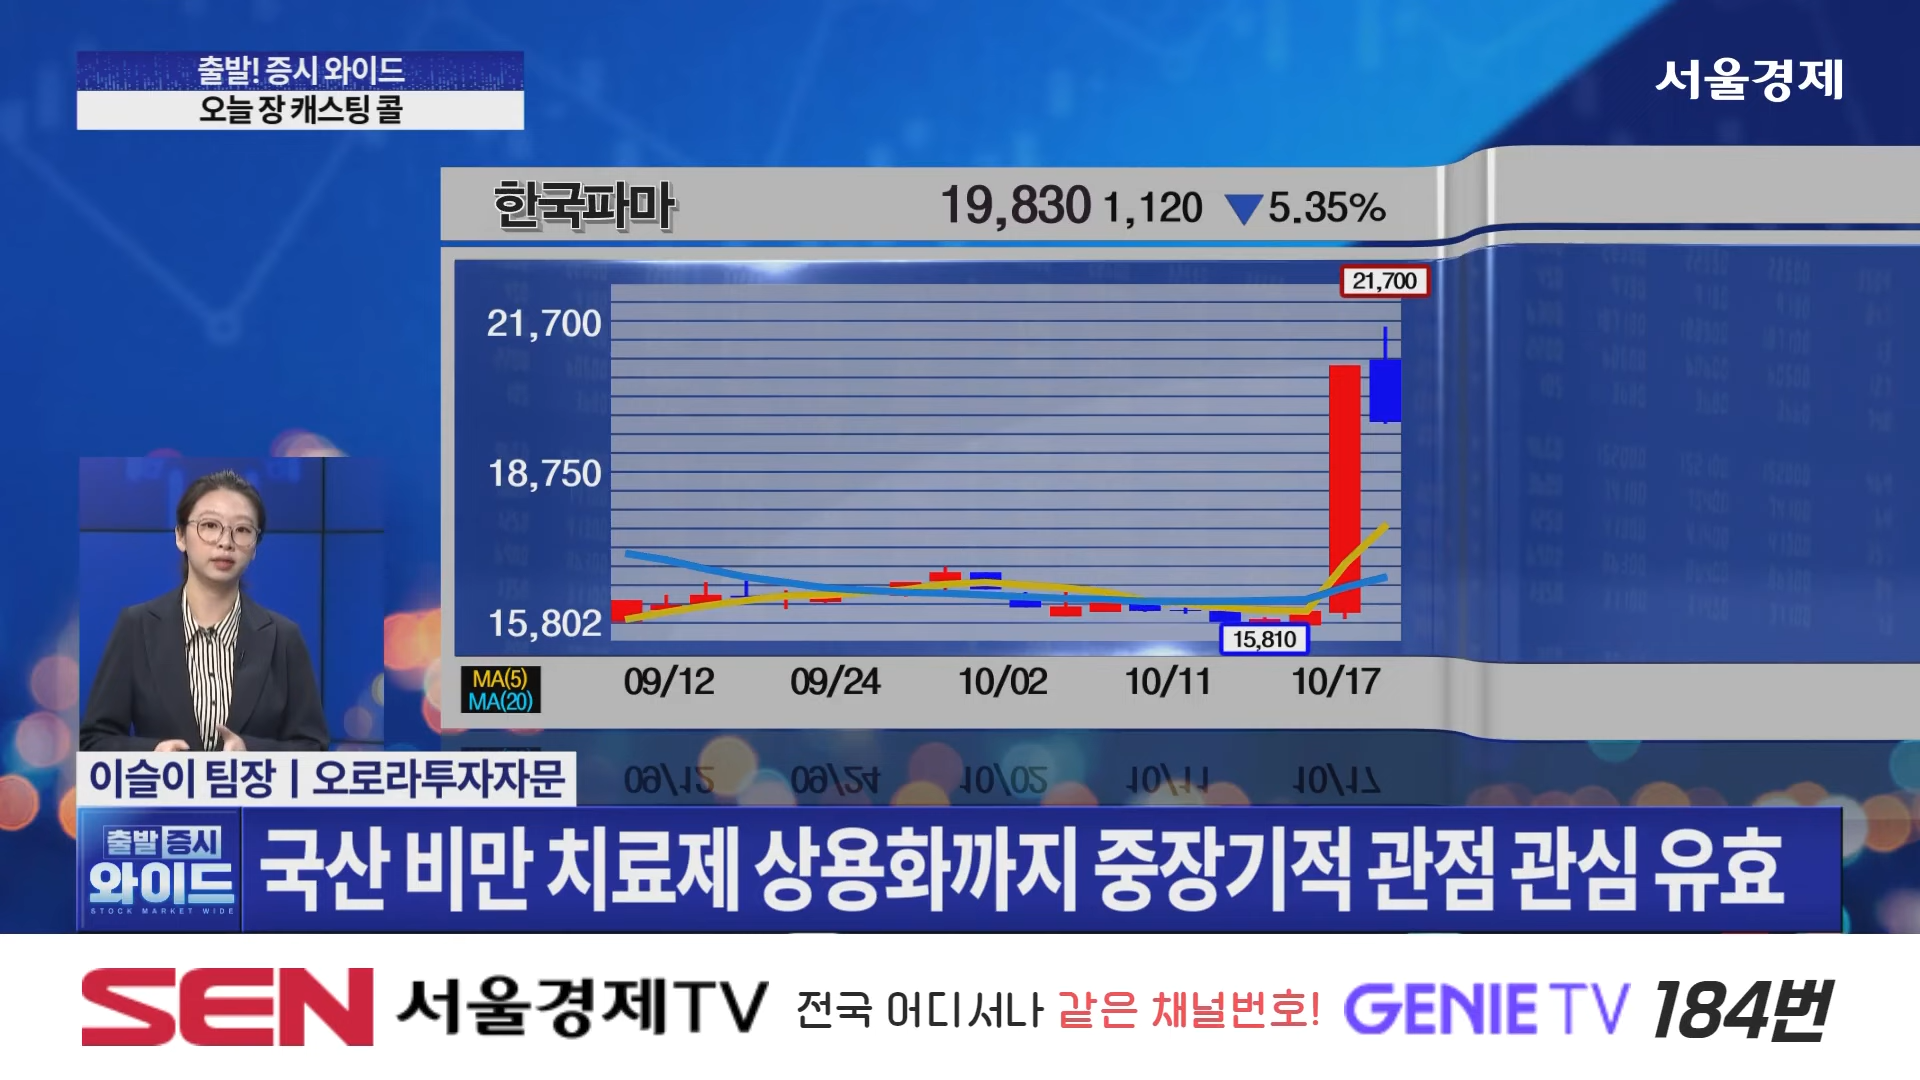 출발! 증시 와이드
오늘 장 캐스팅 콜
서울경제
한국파마 19,830 1,120 ▼5.35%
21,700
21,700
18,750
15,802
15,810
MA(5)
MA(20)
09/12 09/24 10/02 10/11 10/17
이슬이 팀장 | 오로라투자자문
출발 증시
와이드
STOCK MARKET WIDE
국산 비만 치료제 상용화까지 중장기적 관점 관심 유효
SEN 서울경제TV 전국 어디서나 같은 채널번호! GENIE TV 184번